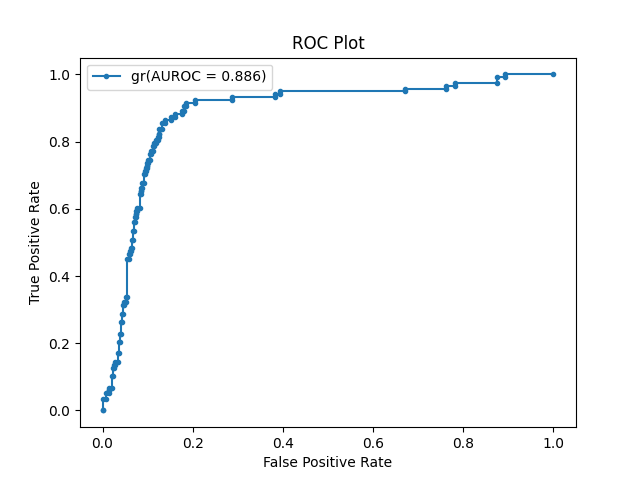 ROC Plot
gr(AUROC = 0.886)
1.0
0.8
0.6
0.4
0.2
0.0
True Positive Rate
0.0 0.2 0.4 0.6 0.8 1.0
False Positive Rate